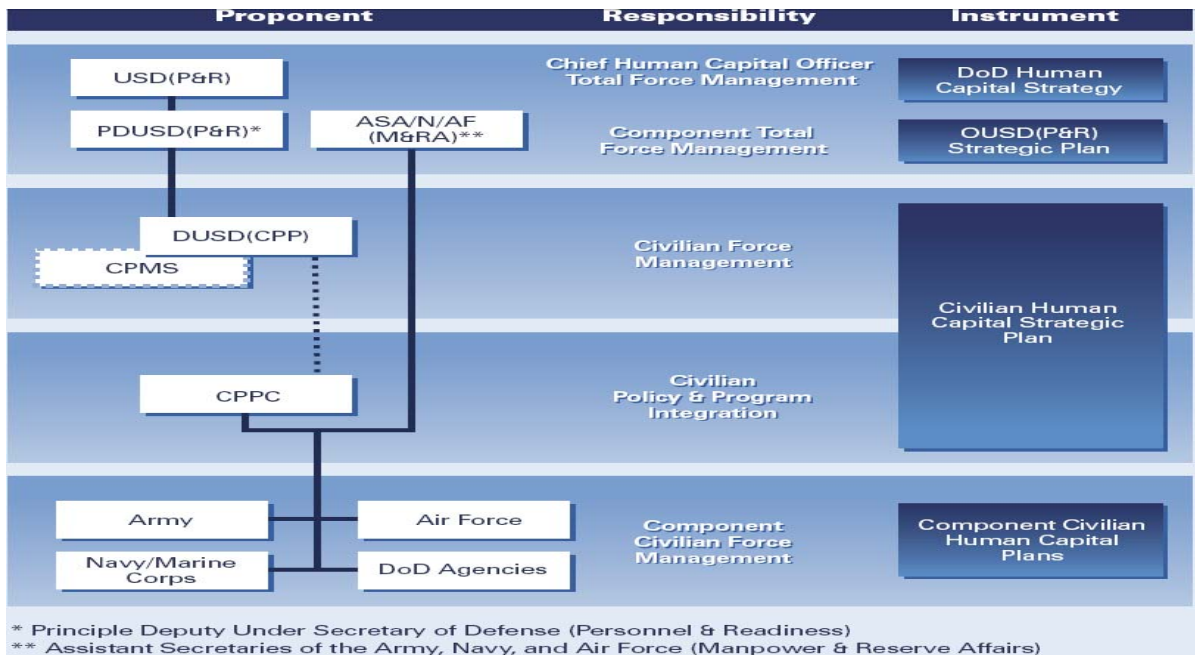 Proponent Responsibility Instrument
USD(P&R)
Chief Human Capital Officer
Total Force Management
DoD Human
Capital Strategy
PDUSD(P&R)*
ASA/N/AF
(M&RA)**
Component Total
Force Management
OUSD(P&R)
Strategic Plan
DUSD(CPP)
CPMS
Civilian Force
Management
Civilian Human
Capital Strategic
Plan
CPPC
Civilian
Policy & Program
Integration
Army
Air Force
Navy/Marine
Corps
DoD Agencies
Component
Civilian Force
Management
Component Civilian
Human Capital
Plans
* Principle Deputy Under Secretary of Defense (Personnel & Readiness)
** Assistant Secretaries of the Army, Navy, and Air Force (Manpower & Reserve Affairs)